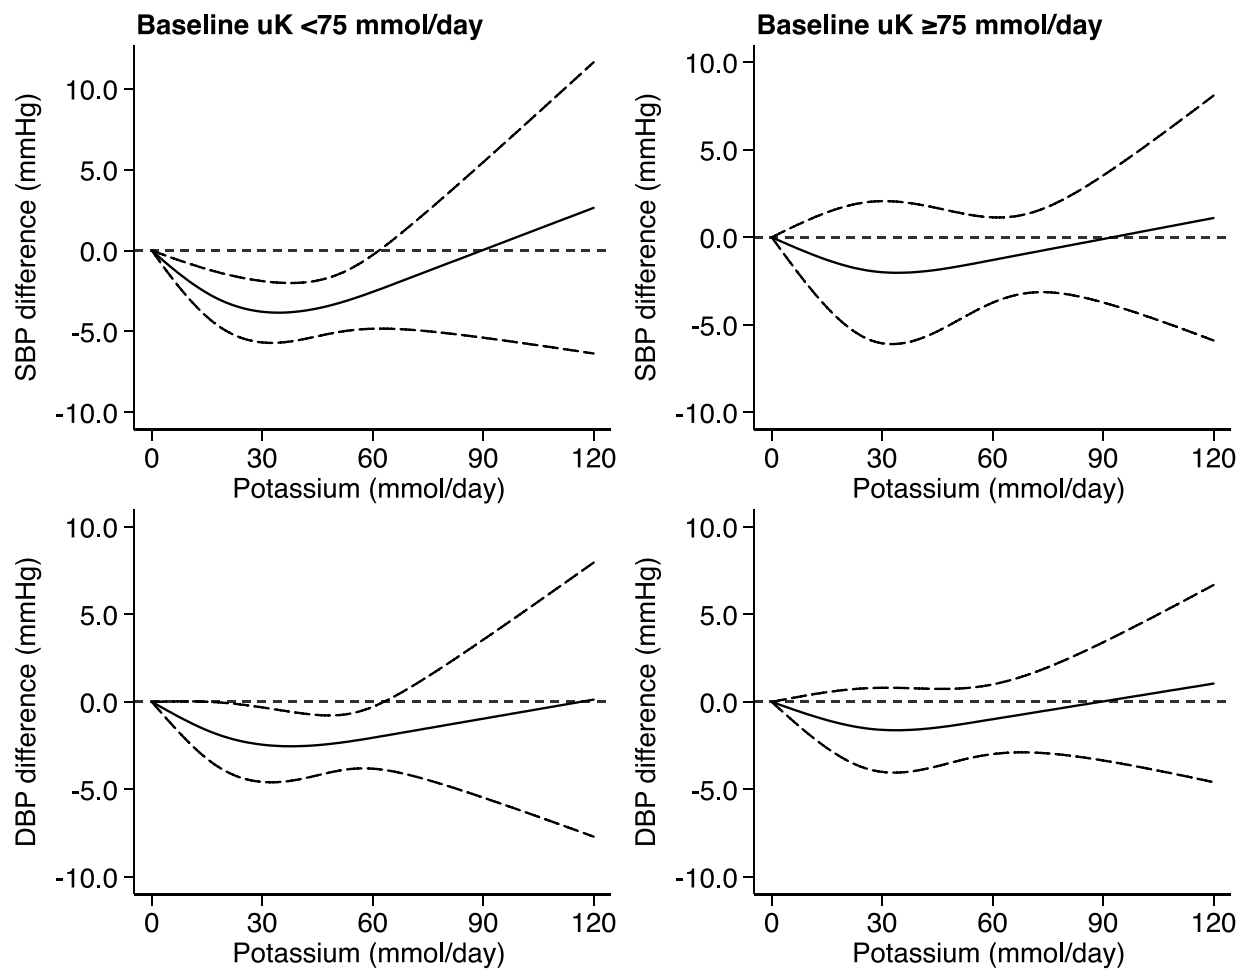 Baseline uK <75 mmol/day
SBP difference (mmHg)
10.0
5.0
0.0
-5.0
-10.0
0 30 60 90 120
Potassium (mmol/day)
Baseline uK ≥75 mmol/day
SBP difference (mmHg)
10.0
5.0
0.0
-5.0
-10.0
0 30 60 90 120
Potassium (mmol/day)
DBP difference (mmHg)
10.0
5.0
0.0
-5.0
-10.0
0 30 60 90 120
Potassium (mmol/day)
DBP difference (mmHg)
10.0
5.0
0.0
-5.0
-10.0
0 30 60 90 120
Potassium (mmol/day)